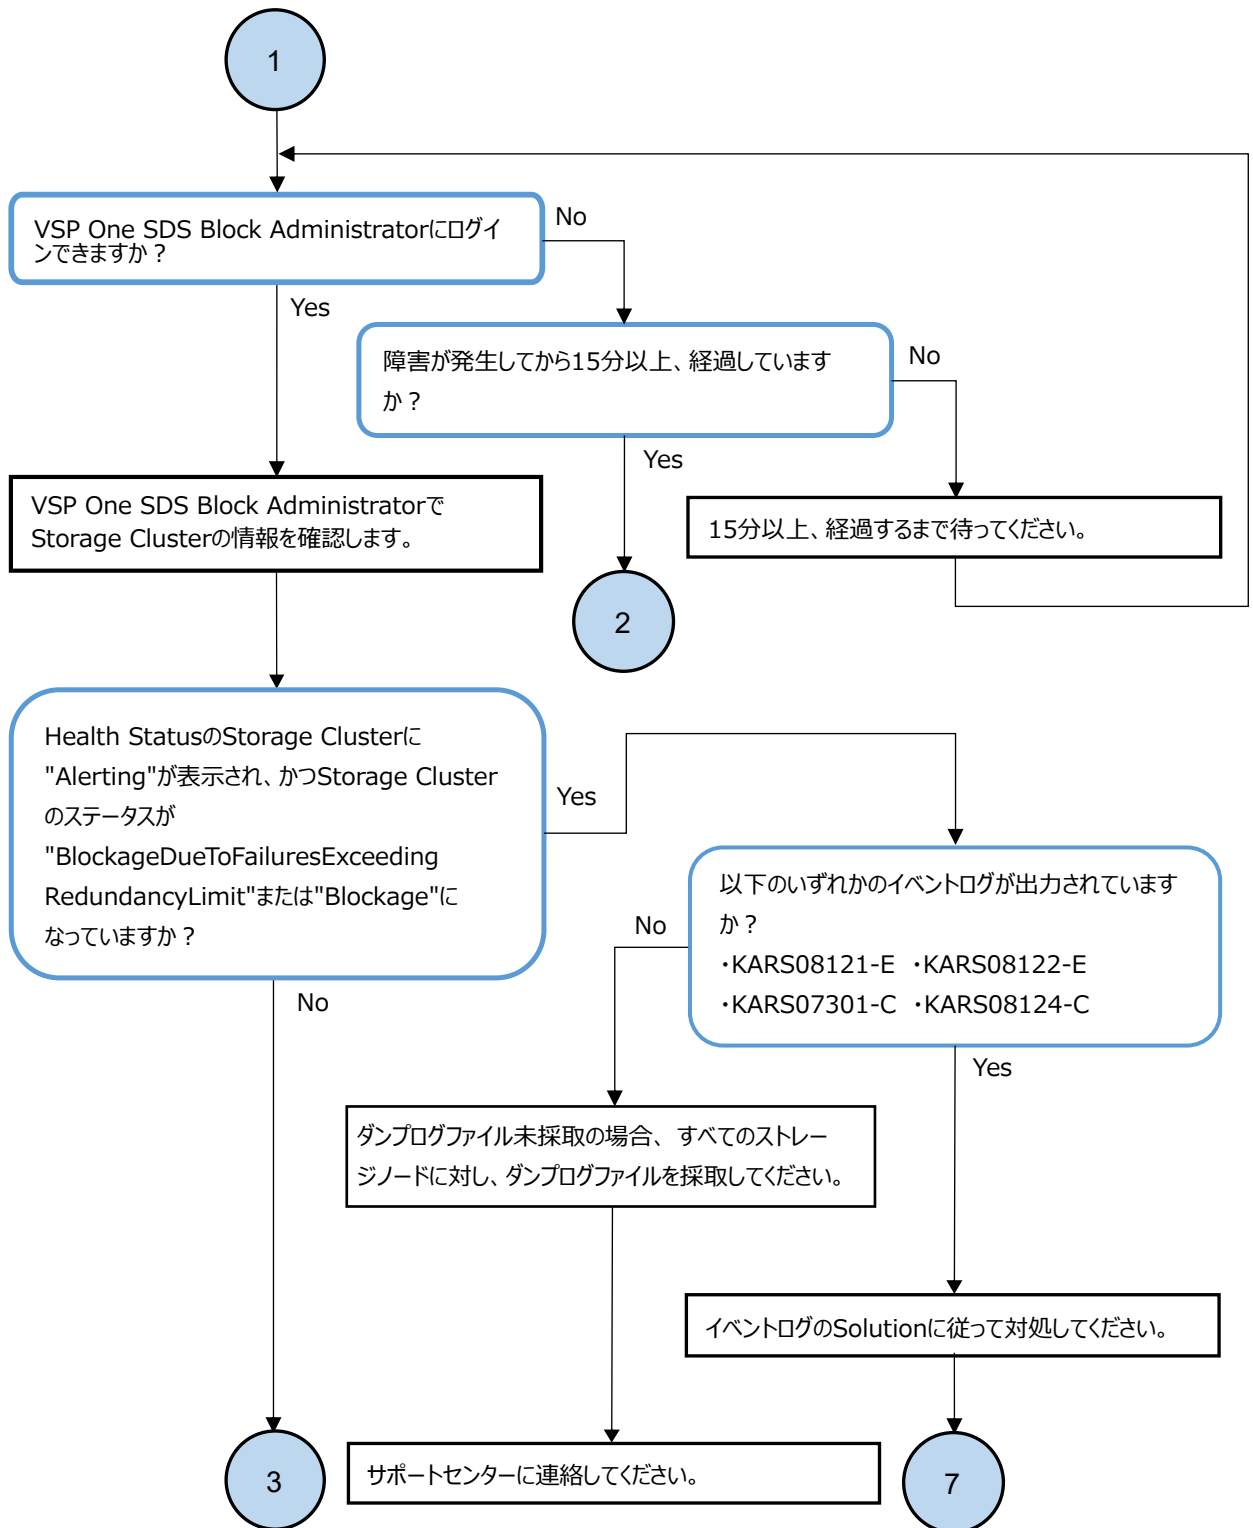 1
VSP One SDS Block Administratorにログイ
ンできますか？
No
Yes
障害が発生してから15分以上、経過しています
か？
No
Yes
VSP One SDS Block Administratorで
Storage Clusterの情報を確認します。
15分以上、経過するまで待ってください。
2
Health StatusのStorage Clusterに
"Alerting"が表示され、かつStorage Cluster
のステータスが
"BlockageDueToFailuresExceeding
RedundancyLimit"または"Blockage"に
なっていますか？
Yes
No
以下のいずれかのイベントログが出力されています
か？
・KARS08121-E ・KARS08122-E
・KARS07301-C ・KARS08124-C
No
Yes
ダンプログファイル未採取の場合、すべてのストレー
ジノードに対し、ダンプログファイルを採取してください。
イベントログのSolutionに従って対処してください。
3
サポートセンターに連絡してください。
7